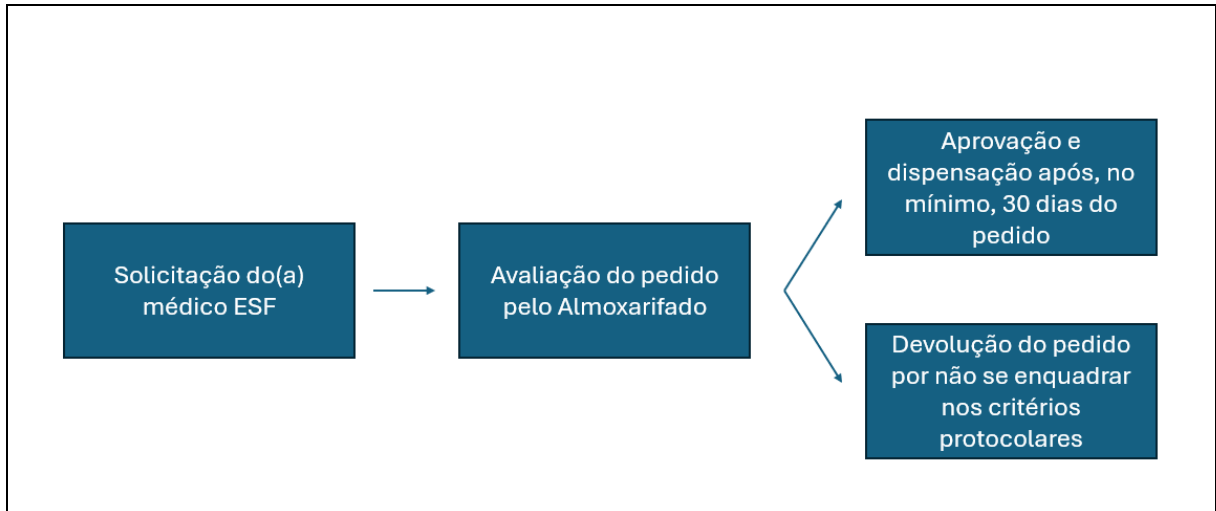 Solicitação do(a)
médico ESF
Avaliação do pedido
pelo Almoxarifado
Aprovação e
dispensação após, no
mínimo, 30 dias do
pedido
Devolução do pedido
por não se enquadrar
nos critérios
protocolares